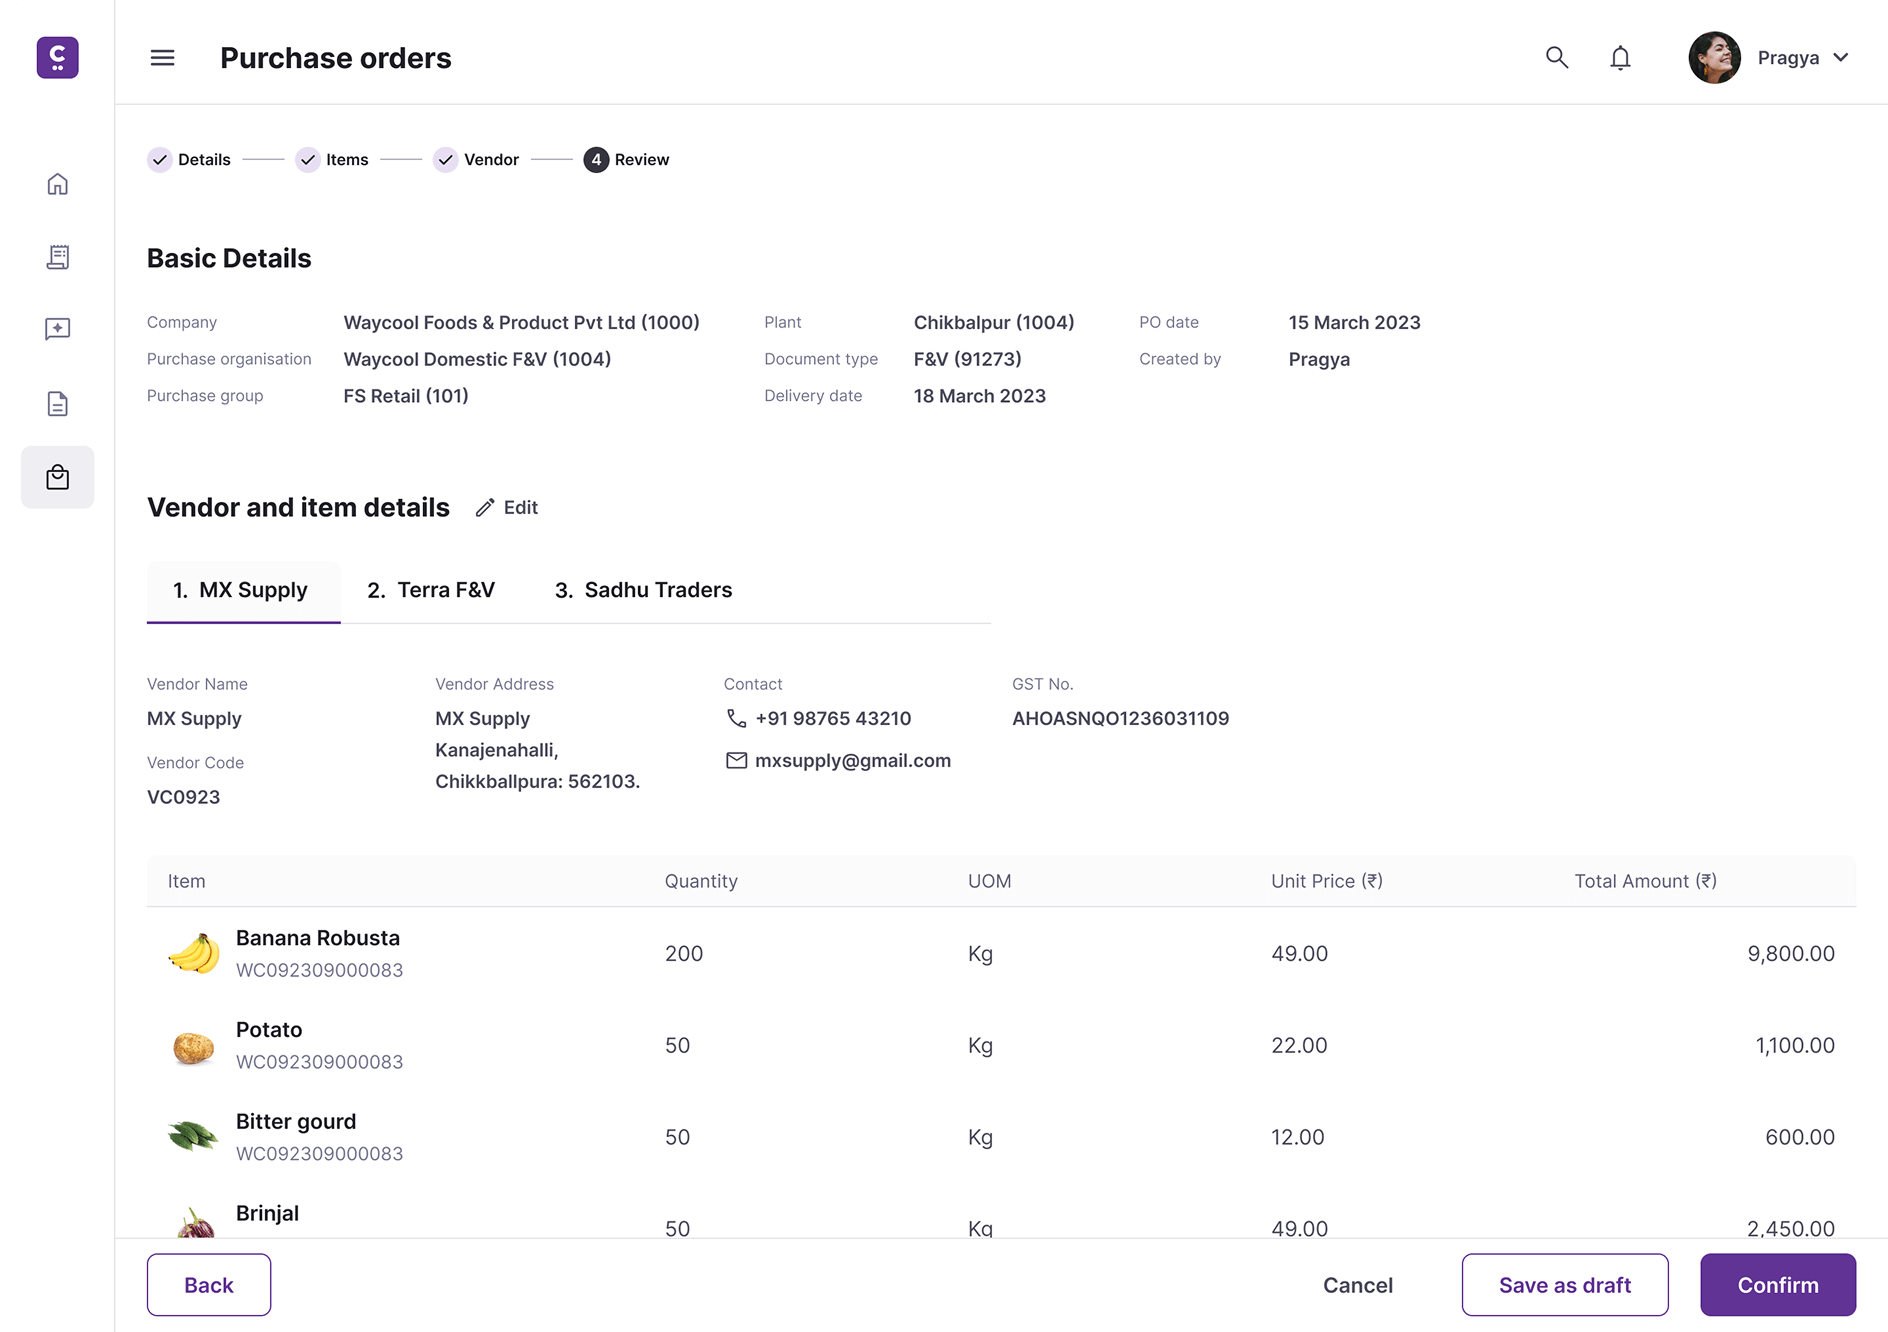 Purchase orders
Pragya
Details
Items
Vendor
4 Review
Basic Details
Company Waycool Foods & Product Pvt Ltd (1000) Plant Chikbalpur (1004) PO date 15 March 2023
Purchase organisation Waycool Domestic F&V (1004) Document type F&V (91273) Created by Pragya
Purchase group FS Retail (101) Delivery date 18 March 2023
Vendor and item details Edit
1. MX Supply 2. Terra F&V 3. Sadhu Traders
Vendor Name
MX Supply
Vendor Code
VC0923
Vendor Address
MX Supply
Kanajenahalli,
Chikkballpura: 562103.
Contact
+91 98765 43210
mxsupply@gmail.com
GST No.
AHOASNQO1236031109
Item Quantity UOM Unit Price (₹) Total Amount (₹)
Banana Robusta
WC092309000083
200 Kg 49.00 9,800.00
Potato
WC092309000083
50 Kg 22.00 1,100.00
Bitter gourd
WC092309000083
50 Kg 12.00 600.00
Brinjal
50 Kg 49.00 2,450.00
Back Cancel Save as draft Confirm